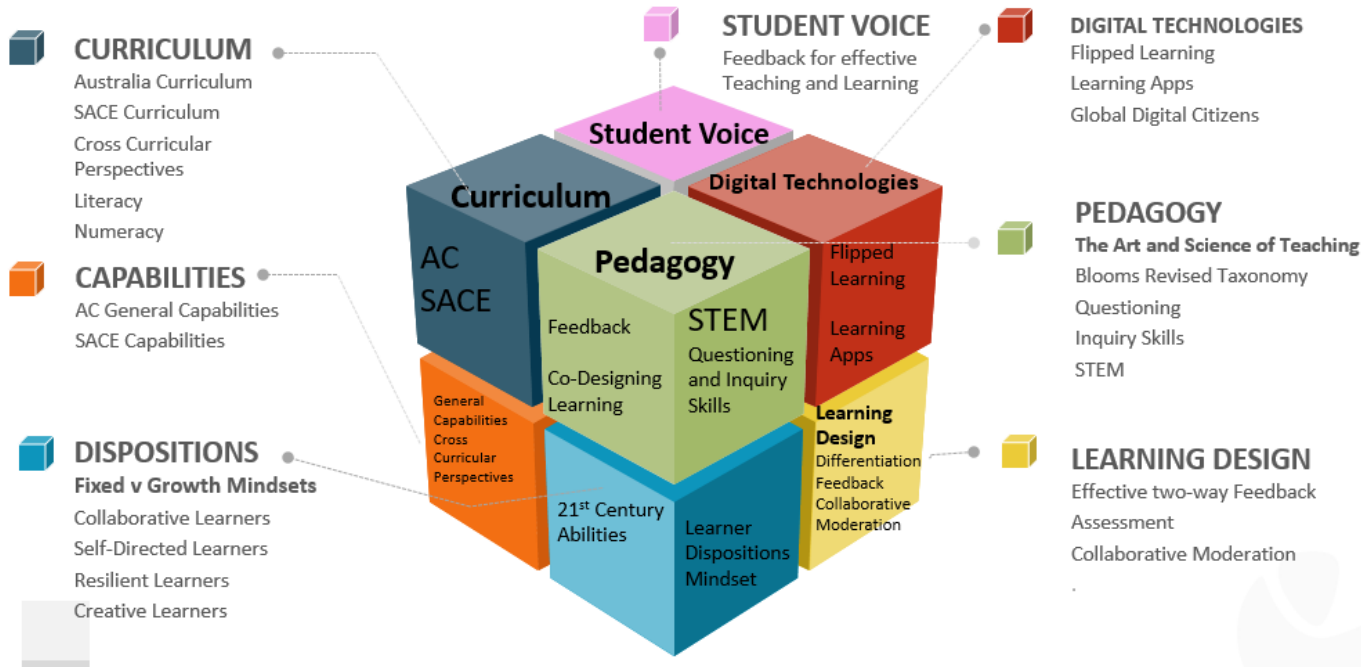 CURRICULUM
Australia Curriculum
SACE Curriculum
Cross Curricular
Perspectives
Literacy
Numeracy
CAPABILITIES
AC General Capabilities
SACE Capabilities
DISPOSITIONS
Fixed v Growth Mindsets
Collaborative Learners
Self-Directed Learners
Resilient Learners
Creative Learners
STUDENT VOICE
Feedback for effective
Teaching and Learning
Student Voice
Curriculum
AC
SACE
Digital Technologies
Flipped
Learning
Learning
Apps
Pedagogy
Feedback
Co-Designing
Learning
STEM
Questioning
and Inquiry
Skills
General
Capabilities
Cross
Curricular
Perspectives
21st Century
Abilities
Learner
Dispositions
Mindset
Learning
Design
Differentiation
Feedback
Collaborative
Moderation
DIGITAL TECHNOLOGIES
Flipped Learning
Learning Apps
Global Digital Citizens
PEDAGOGY
The Art and Science of Teaching
Blooms Revised Taxonomy
Questioning
Inquiry Skills
STEM
LEARNING DESIGN
Effective two-way Feedback
Assessment
Collaborative Moderation
.